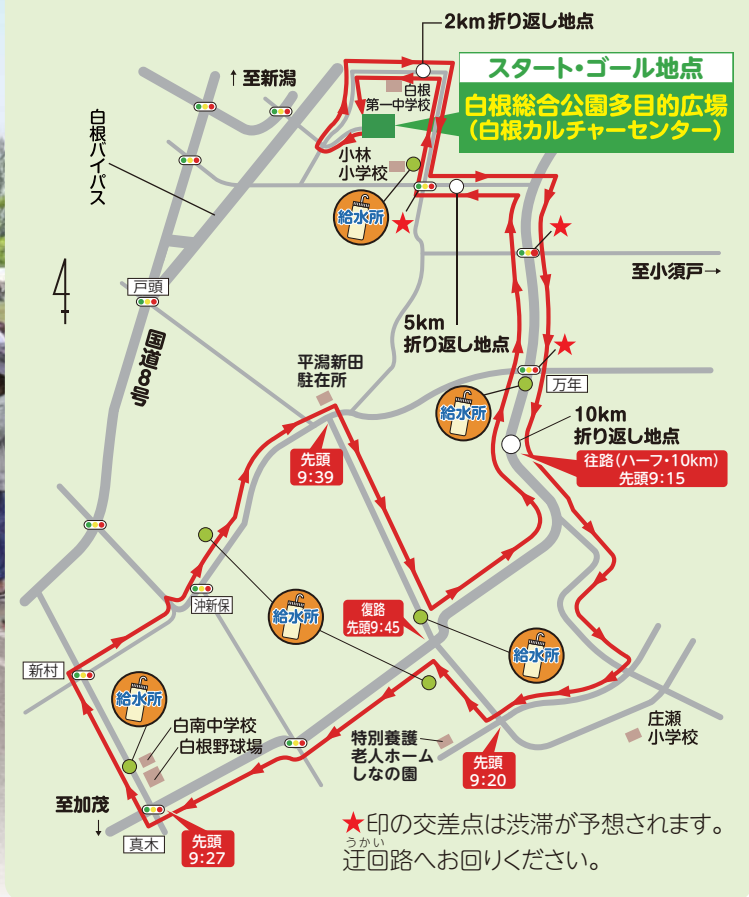 2km折り返し地点
スタート・ゴール地点
白根総合公園多目的広場
(白根カルチャーセンター)
↑至新潟
白根
第一中学校
白根バイパス
小林
小学校
給水所
★
★
至小須戸→
戸頭
5km
折り返し地点
国道8号
★
平潟新田
駐在所
万年
給水所
10km
折り返し地点
往路(ハーフ・10km)
先頭9:15
先頭
9:39
沖新保
給水所
復路
先頭9:45
給水所
新村
給水所
白南中学校
白根野球場
特別養護
老人ホーム
しなの園
先頭
9:20
庄瀬
小学校
至加茂
↓
真木
先頭
9:27
★印の交差点は渋滞が予想されます。
うかい
迂回路へお回りください。